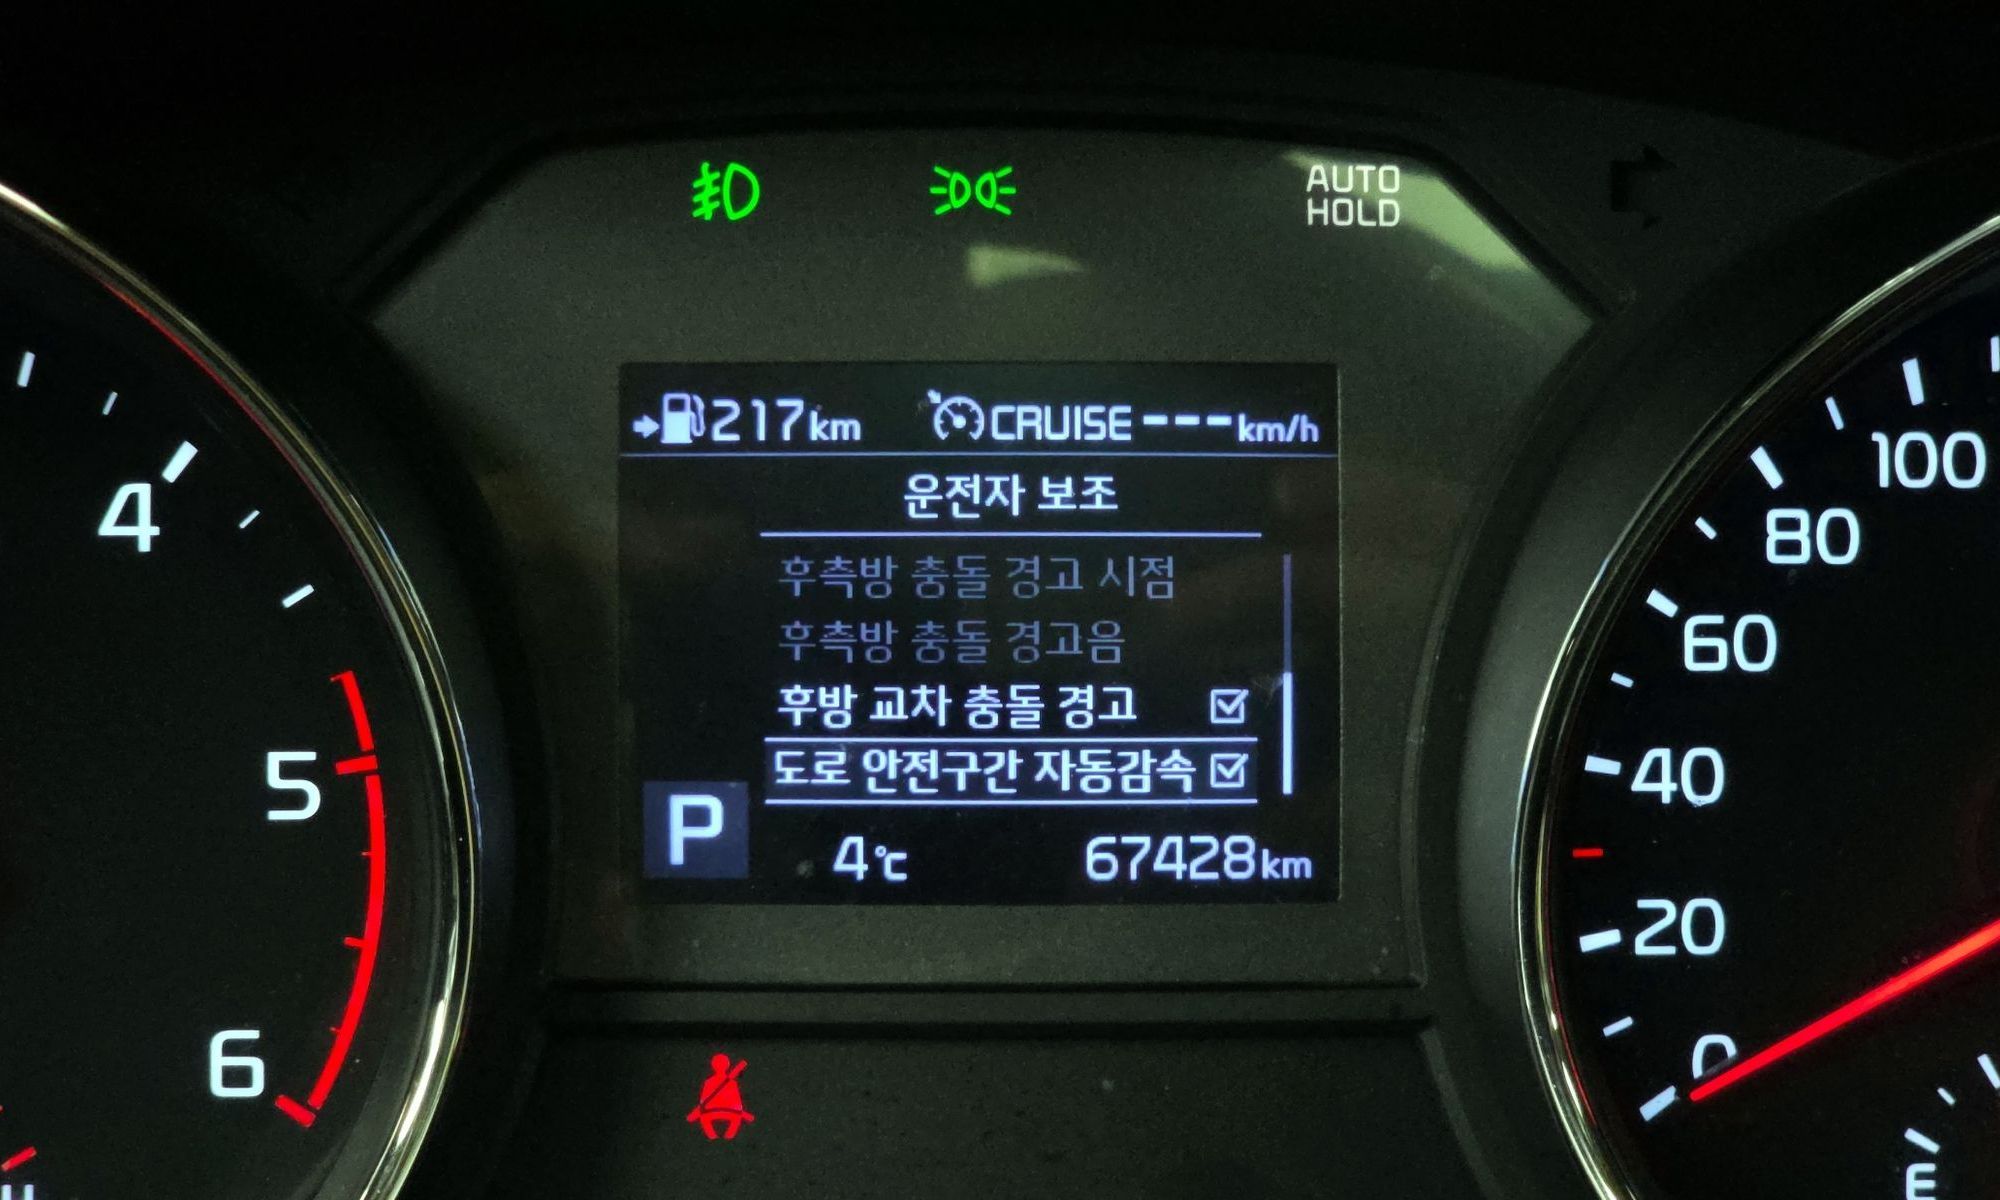 AUTO
HOLD
217km CRUISE ---km/h
운전자 보조
후측방 충돌 경고 시점
후측방 충돌 경고음
후방 교차 충돌 경고
도로 안전구간 자동감속
P
4℃ 67428km
4
5
6
100
80
60
40
20
0
E